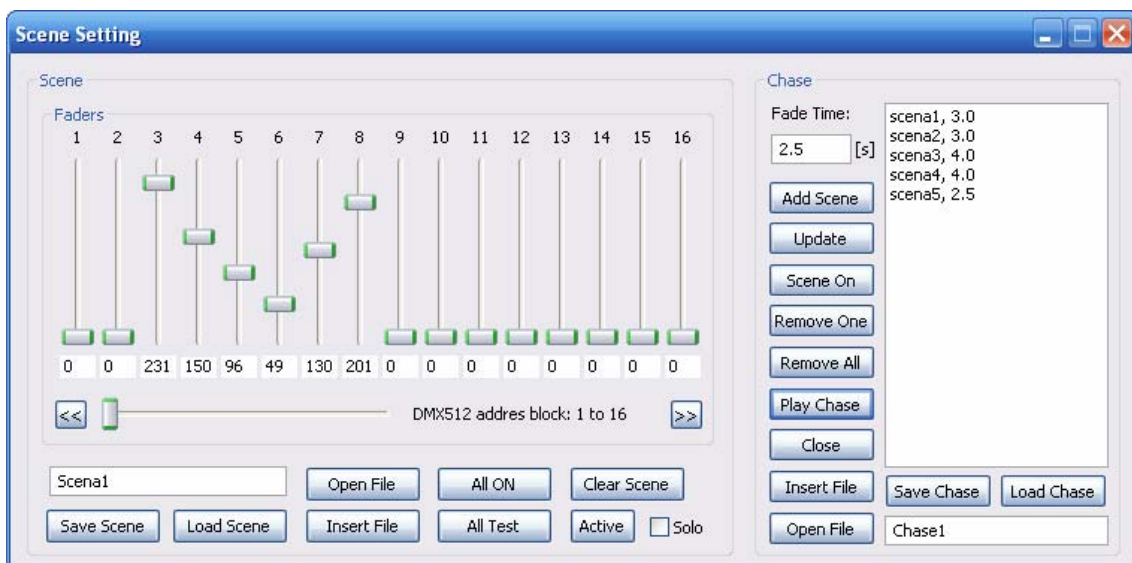 Scene Setting
Scene
Faders
1 2 3 4 5 6 7 8 9 10 11 12 13 14 15 16
0 0 231 150 96 49 130 201 0 0 0 0 0 0 0 0
<< DMX512 addres block: 1 to 16 >>
Scena1 Open File All ON Clear Scene
Save Scene Load Scene Insert File All Test Active Solo
Chase
Fade Time:
2.5 [s]
Add Scene
Update
Scene On
Remove One
Remove All
Play Chase
Close
Insert File
Open File
scena1, 3.0
scena2, 3.0
scena3, 4.0
scena4, 4.0
scena5, 2.5
Save Chase Load Chase
Chase1